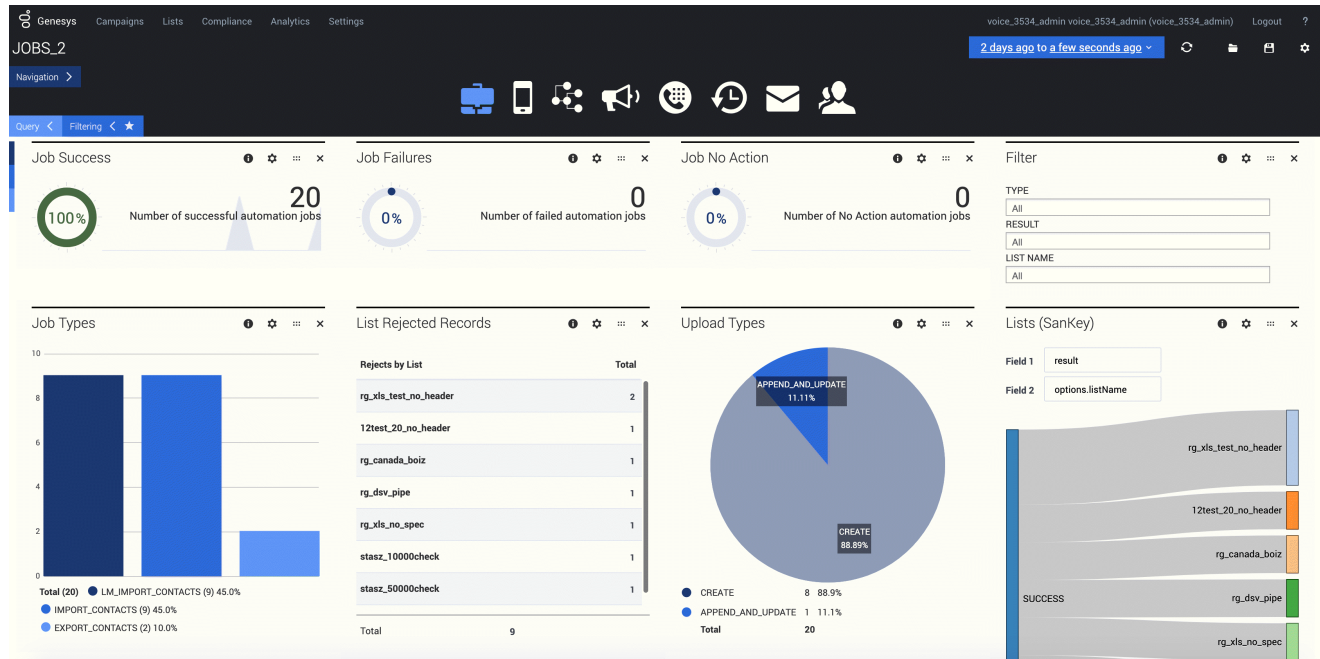 Genesys Campaigns Lists Compliance Analytics Settings voice_3534_admin voice_3534_admin (voice_3534_admin) Logout ?
JOBS_2
2 days ago to a few seconds ago
Navigation
Query Filtering
Job Success
100%
20
Number of successful automation jobs
Job Failures
0%
0
Number of failed automation jobs
Job No Action
0%
0
Number of No Action automation jobs
Filter
TYPE
All
RESULT
All
LIST NAME
All
Job Types
10
8
6
4
2
0
Total (20) LM_IMPORT_CONTACTS (9) 45.0%
IMPORT_CONTACTS (9) 45.0%
EXPORT_CONTACTS (2) 10.0%
List Rejected Records
Rejects by List Total
rg_xls_test_no_header 2
12test_20_no_header 1
rg_canada_boiz 1
rg_dsv_pipe 1
rg_xls_no_spec 1
stasz_10000check 1
stasz_50000check 1
Total 9
Upload Types
APPEND_AND_UPDATE
11.11%
CREATE
88.89%
CREATE 8 88.9%
APPEND_AND_UPDATE 1 11.1%
Total 20
Lists (SanKey)
Field 1 result
Field 2 options.listName
rg_xls_test_no_header
12test_20_no_header
rg_canada_boiz
SUCCESS rg_dsv_pipe
rg_xls_no_spec